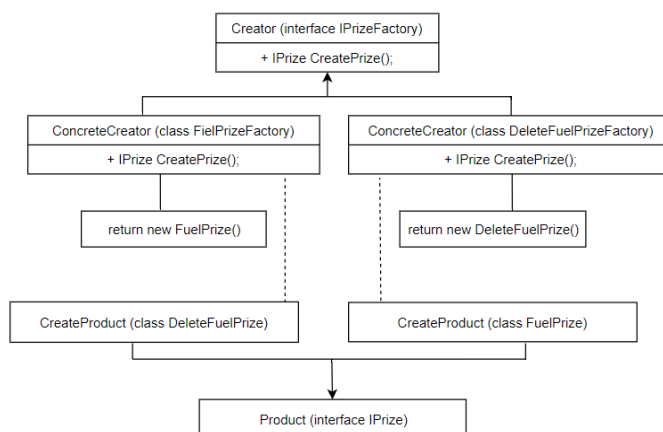 Creator (interface IPrizeFactory)
+ IPrize CreatePrize();
ConcreteCreator (class FielPrizeFactory)
ConcreteCreator (class DeleteFuelPrizeFactory)
+ IPrize CreatePrize();
+ IPrize CreatePrize();
return new FuelPrize()
return new DeleteFuelPrize()
CreateProduct (class DeleteFuelPrize)
CreateProduct (class FuelPrize)
Product (interface IPrize)